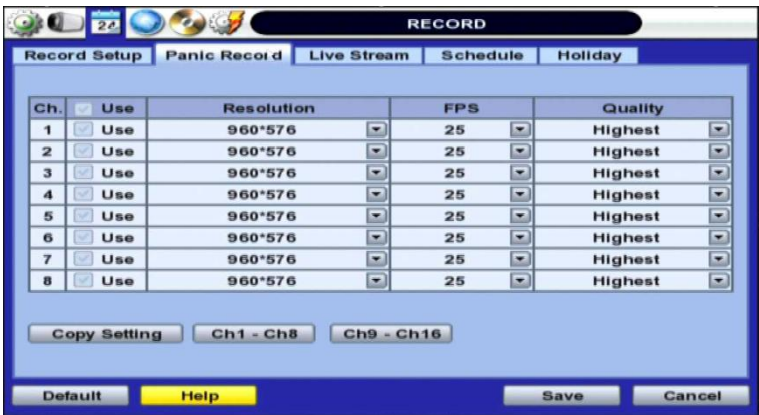 24
RECORD
Record Setup Panic Record Live Stream Schedule Holiday
Ch. Use Resolution FPS Quality
1 Use 960*576 25 Highest
2 Use 960*576 25 Highest
3 Use 960*576 25 Highest
4 Use 960*576 25 Highest
5 Use 960*576 25 Highest
6 Use 960*576 25 Highest
7 Use 960*576 25 Highest
8 Use 960*576 25 Highest
Copy Setting Ch1 - Ch8 Ch9 - Ch16
Default Help Save Cancel